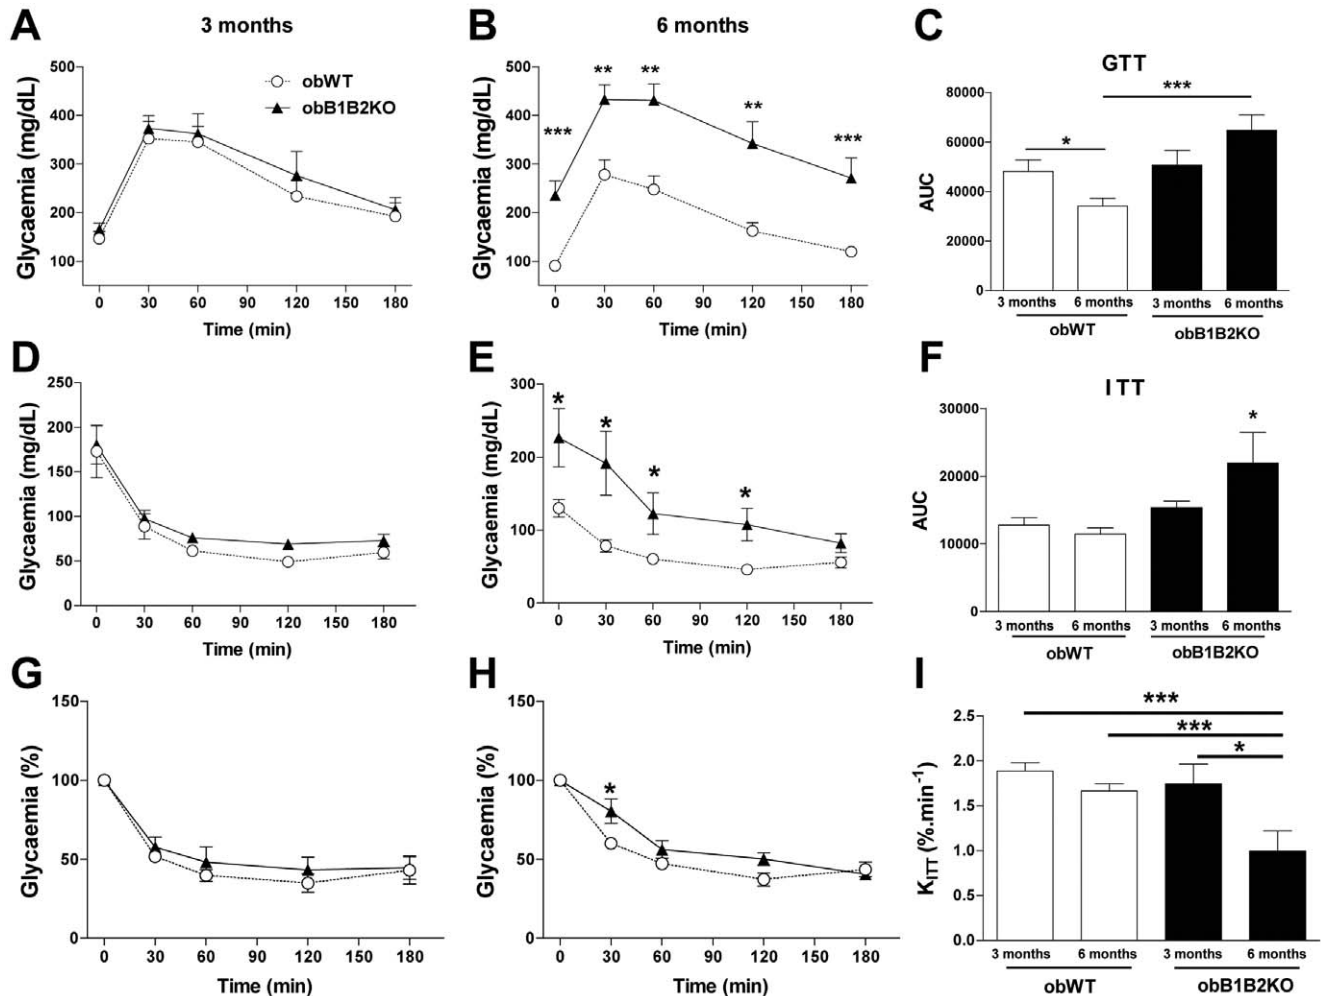 A
3 months
Glycaemia (mg/dL)
500
400
300
200
100
obWT
obB1B2KO
0 30 60 90 120 150 180
Time (min)
B
6 months
Glycaemia (mg/dL)
500
400
300
200
100
***
**
**
**
***
0 30 60 90 120 150 180
Time (min)
C
GTT
AUC
80000
60000
40000
20000
0
*
***
3 months 6 months 3 months 6 months
obWT obB1B2KO
D
Glycaemia (mg/dL)
250
200
150
100
50
0
0 30 60 90 120 150 180
Time (min)
E
Glycaemia (mg/dL)
300
200
100
0
*
*
*
*
0 30 60 90 120 150 180
Time (min)
F
ITT
AUC
30000
20000
10000
0
*
3 months 6 months 3 months 6 months
obWT obB1B2KO
G
Glycaemia (%)
150
100
50
0
0 30 60 90 120 150 180
Time (min)
H
Glycaemia (%)
150
100
50
0
*
0 30 60 90 120 150 180
Time (min)
I
K_ITT (%.min⁻¹)
2.5
2.0
1.5
1.0
0.5
0.0
***
***
*
3 months 6 months 3 months 6 months
obWT obB1B2KO